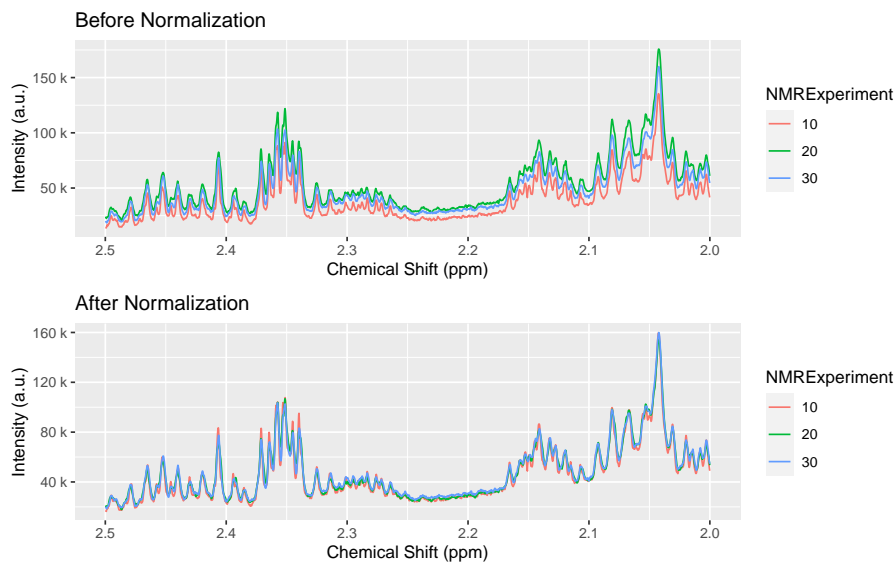 Before Normalization
Intensity (a.u.)
150 k
100 k
50 k
2.5
2.4
2.3
2.2
2.1
2.0
Chemical Shift (ppm)
NMRExperiment
10
20
30
After Normalization
Intensity (a.u.)
160 k
120 k
80 k
40 k
2.5
2.4
2.3
2.2
2.1
2.0
Chemical Shift (ppm)
NMRExperiment
10
20
30